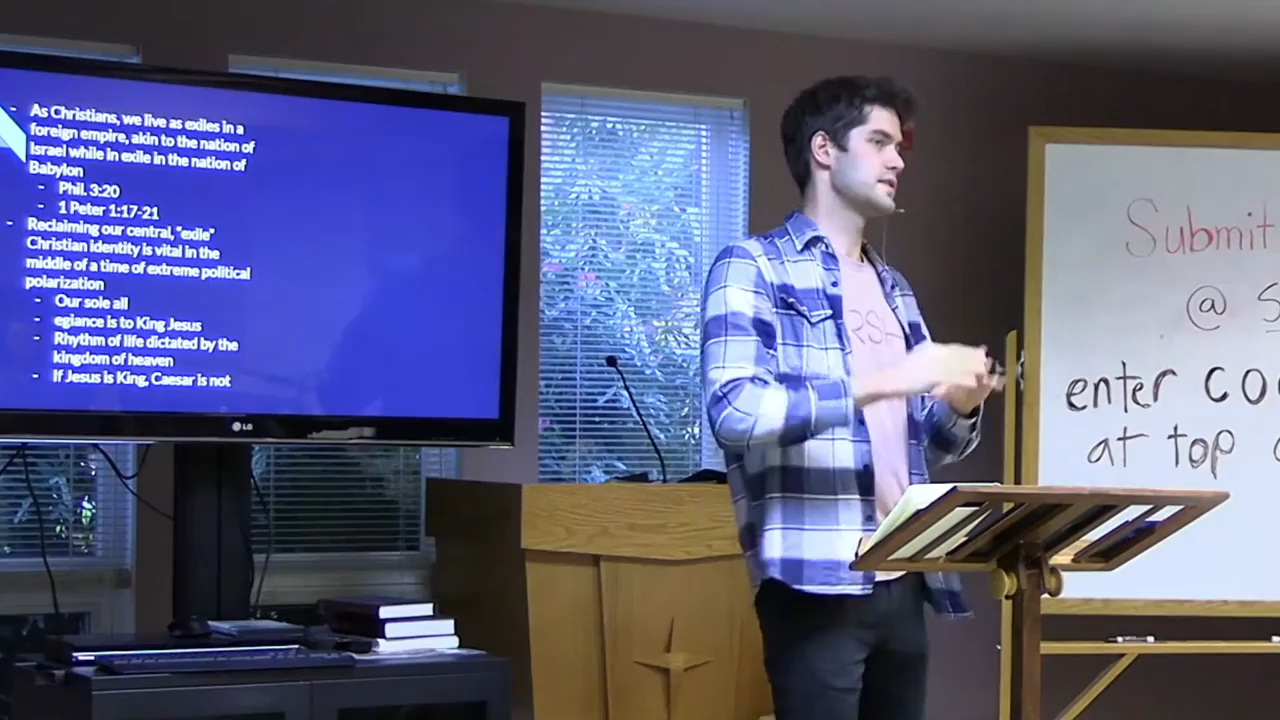 - As Christians, we live as exiles in a
foreign empire, akin to the nation of
Israel while in exile in the nation of
Babylon
- Phil. 3:20
- 1 Peter 1:17-21
- Reclaiming our central, "exile"
Christian identity is vital in the
middle of a time of extreme political
polarization
- Our sole all
- egiance is to King Jesus
- Rhythm of life dictated by the
kingdom of heaven
- If Jesus is King, Caesar is not
LG
RS
Submit
@ S
enter co
at top